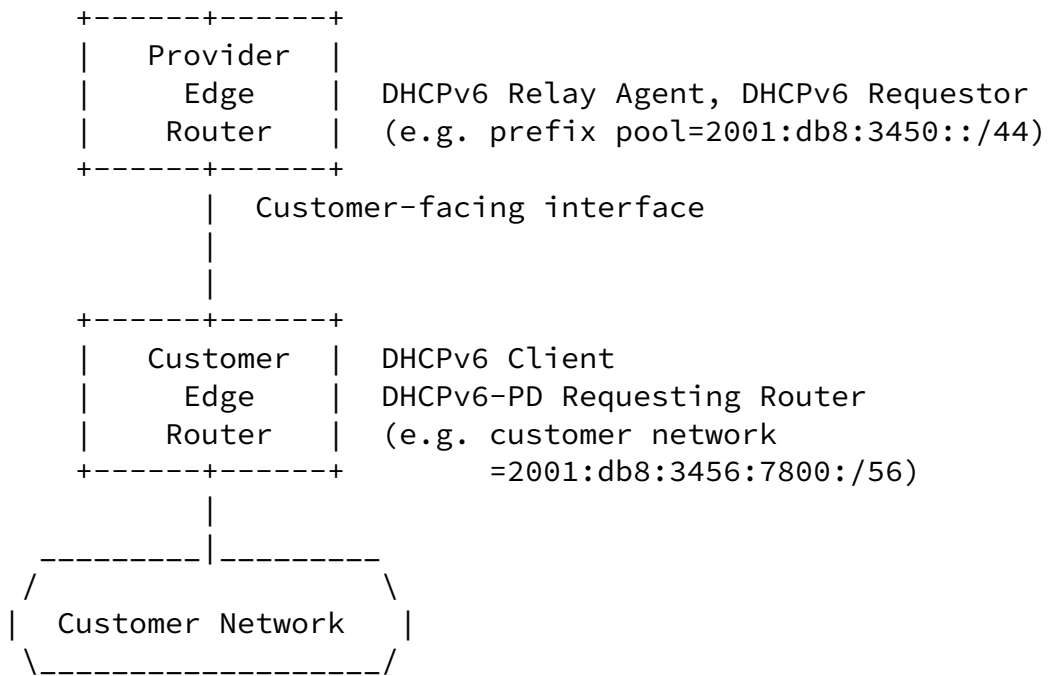 Provider
Edge DHCPv6 Relay Agent, DHCPv6 Requestor
Router (e.g. prefix pool=2001:db8:3450::/44)
Customer-facing interface
Customer DHCPv6 Client
Edge DHCPv6-PD Requesting Router
Router (e.g. customer network
=2001:db8:3456:7800:/56)
Customer Network